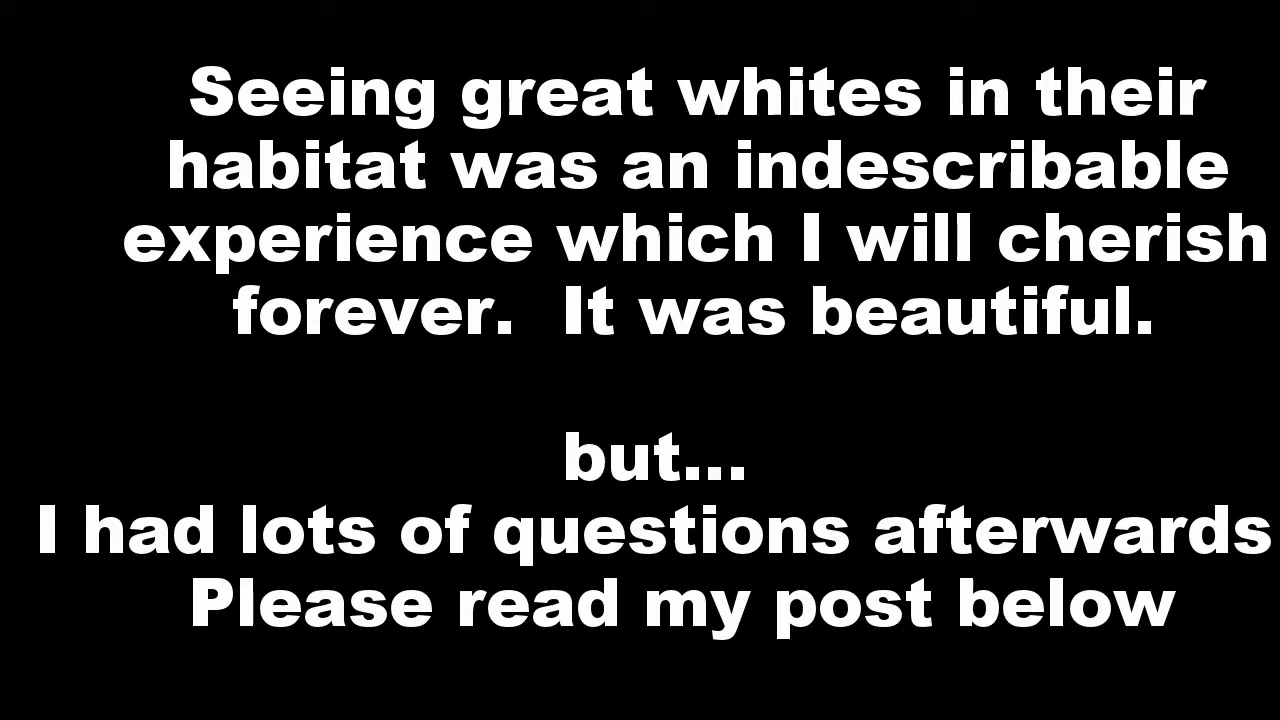 Seeing great whites in their
habitat was an indescribable
experience which I will cherish
forever.  It was beautiful.
but...
I had lots of questions afterwards
Please read my post below